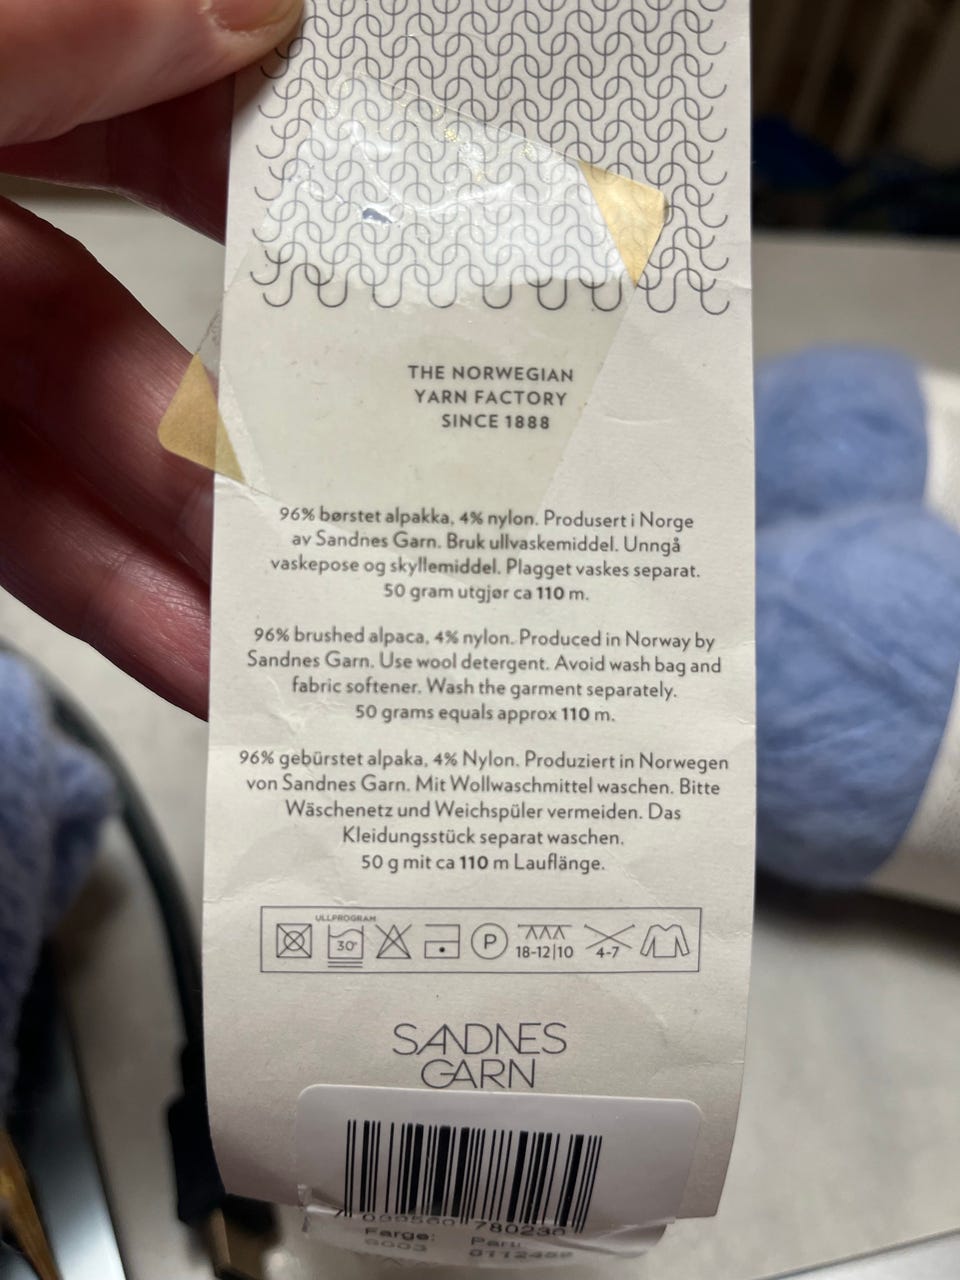 THE NORWEGIAN
YARN FACTORY
SINCE 1888
96% børstet alpakka, 4% nylon. Produsert i Norge
av Sandnes Garn. Bruk ullvaskemiddel. Unngå
vaskepose og skyllemiddel. Plagget vaskes separat.
50 gram utgjør ca 110 m.
96% brushed alpaca, 4% nylon. Produced in Norway by
Sandnes Garn. Use wool detergent. Avoid wash bag and
fabric softener. Wash the garment separately.
50 grams equals approx 110 m.
96% gebürstet alpaka, 4% Nylon. Produziert in Norwegen
von Sandnes Garn. Mit Wollwaschmittel waschen. Bitte
Wäschenetz und Weichspüler vermeiden. Das
Kleidungsstück separat waschen.
50 g mit ca 110 m Lauflänge.
ULLPROGRAM
30° P 18-12|10 4-7
SANDNES
GARN
7 039560 780236
Farge: Parti: